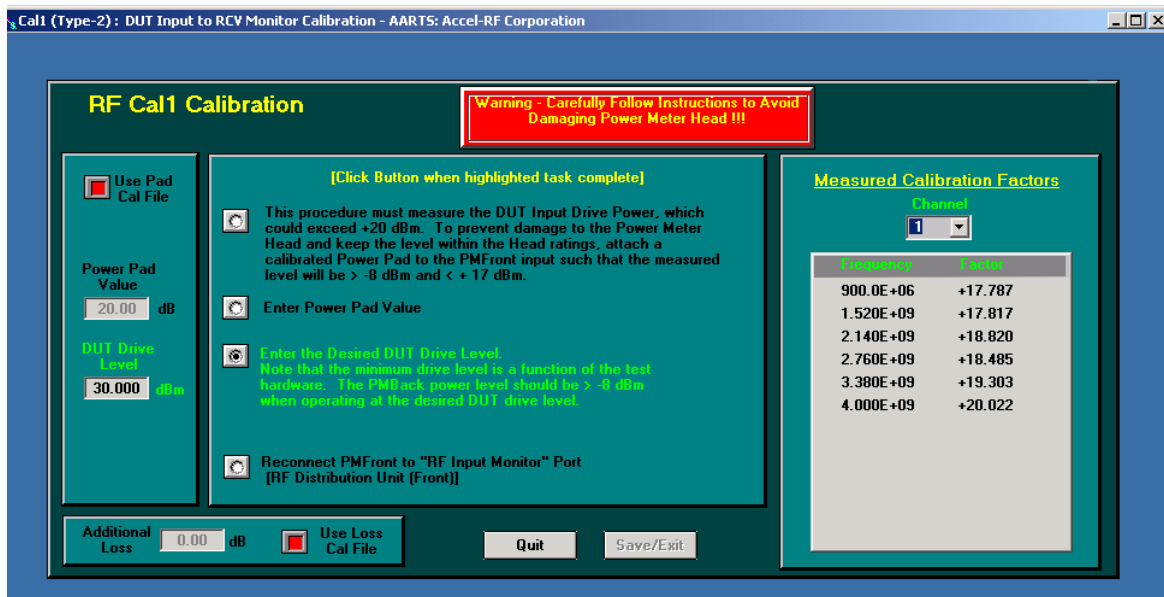 Cal1 (Type-2) : DUT Input to RCV Monitor Calibration - AARTS: Accel-RF Corporation
RF Cal1 Calibration
Warning - Carefully Follow Instructions to Avoid
Damaging Power Meter Head !!!
Use Pad
Cal File
Power Pad
Value
20.00 dB
DUT Drive
Level
30.000 dBm
[Click Button when highlighted task complete]
This procedure must measure the DUT Input Drive Power, which
could exceed +20 dBm. To prevent damage to the Power Meter
Head and keep the level within the Head ratings, attach a
calibrated Power Pad to the PMFront input such that the measured
level will be > -8 dBm and < + 17 dBm.
Enter Power Pad Value
Enter the Desired DUT Drive Level.
Note that the minimum drive level is a function of the test
hardware. The PMBack power level should be > -8 dBm
when operating at the desired DUT drive level.
Reconnect PMFront to "RF Input Monitor" Port
[RF Distribution Unit (Front)]
Measured Calibration Factors
Channel
1
Frequency Factor
900.0E+06 +17.787
1.520E+09 +17.817
2.140E+09 +18.820
2.760E+09 +18.485
3.380E+09 +19.303
4.000E+09 +20.022
Additional
Loss
0.00 dB
Use Loss
Cal File
Quit
Save/Exit